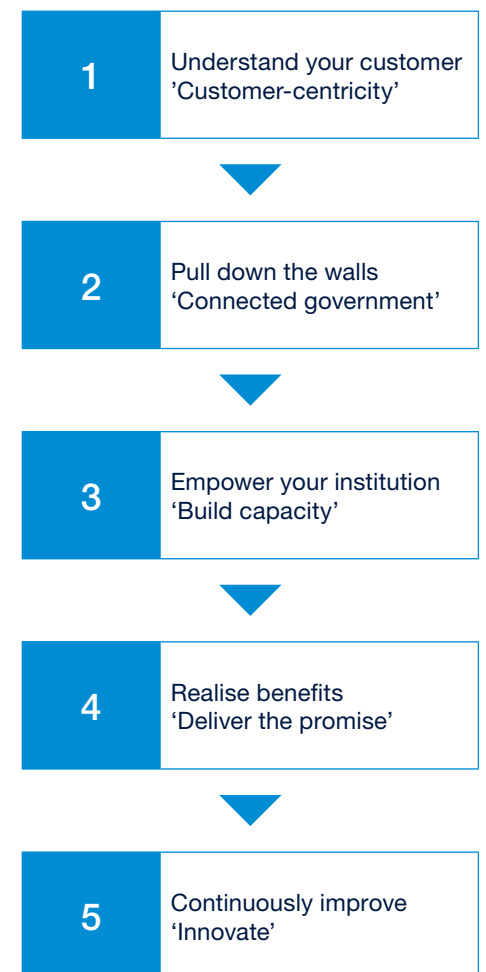 1
Understand your customer
’Customer-centricity’
2
Pull down the walls
‘Connected government’
3
Empower your institution
‘Build capacity’
4
Realise benefits
‘Deliver the promise’
5
Continuously improve
‘Innovate’